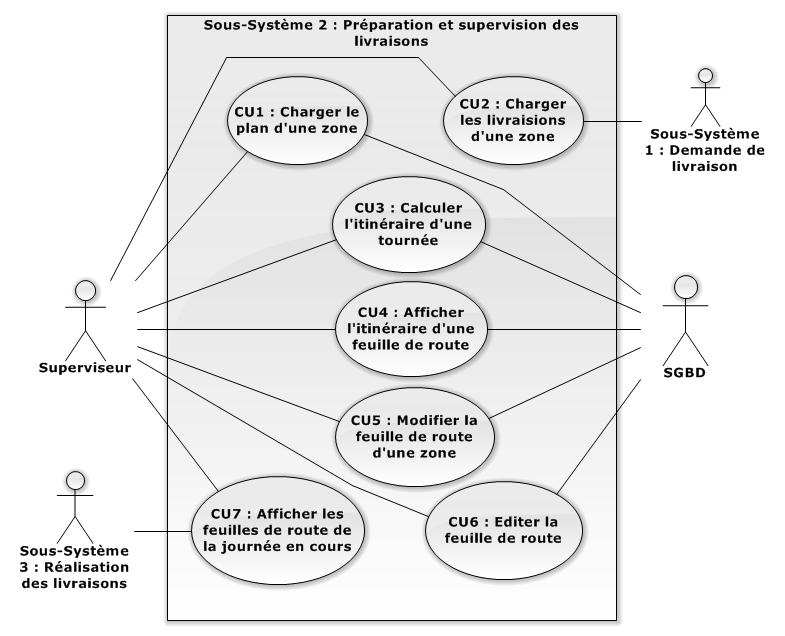 Sous-Système 2 : Préparation et supervision des
livraisons
CU1 : Charger le
plan d'une zone
CU2 : Charger
les livraisions
d'une zone
Sous-Système
1 : Demande de
livraison
CU3 : Calculer
l'itinéraire d'une
tournée
CU4 : Afficher
l'itinéraire d'une
feuille de route
Superviseur
SGBD
CU5 : Modifier la
feuille de route
d'une zone
CU7 : Afficher les
feuilles de route de
la journée en cours
CU6 : Editer la
feuille de route
Sous-Système
3 : Réalisation
des livraisons